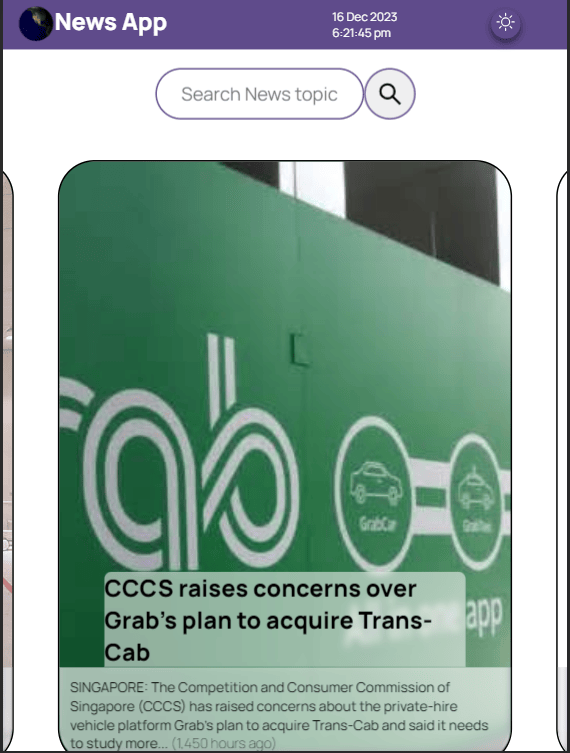 News App
16 Dec 2023
6:21:45 pm
Search News topic
grab
GrabCar
GrabTaxi
app
CCCS raises concerns over
Grab's plan to acquire Trans-
Cab
SINGAPORE: The Competition and Consumer Commission of
Singapore (CCCS) has raised concerns about the private-hire
vehicle platform Grab's plan to acquire Trans-Cab and said it needs
to study more... (1,450 hours ago)